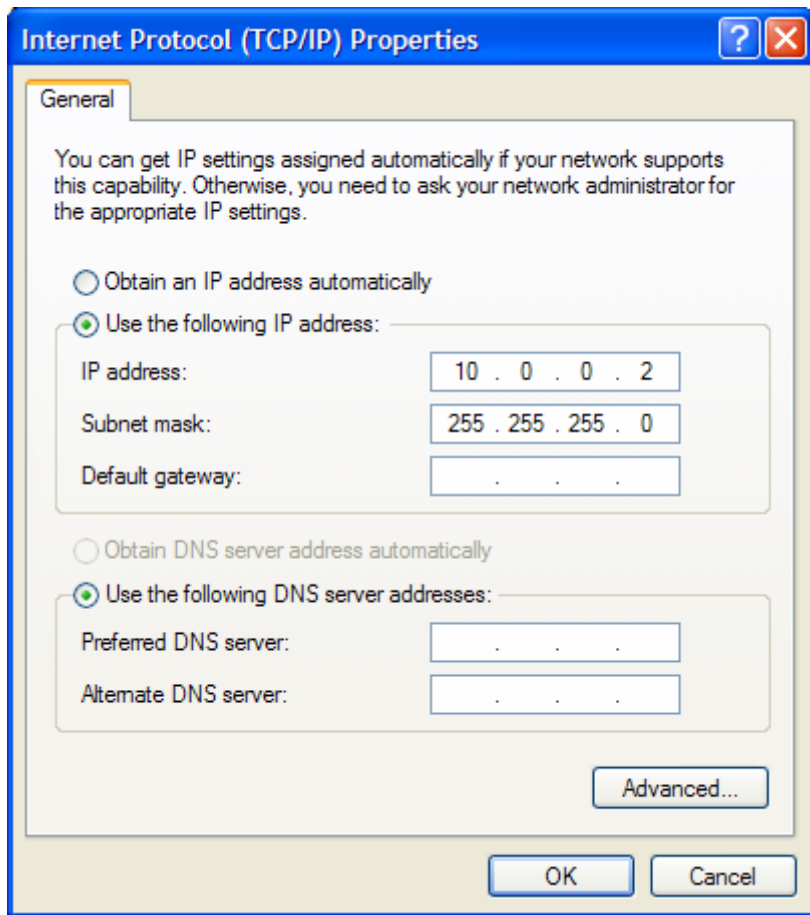 Internet Protocol (TCP/IP) Properties
?
General
You can get IP settings assigned automatically if your network supports
this capability. Otherwise, you need to ask your network administrator for
the appropriate IP settings.
Obtain an IP address automatically
Use the following IP address:
IP address: 10 . 0 . 0 . 2
Subnet mask: 255 . 255 . 255 . 0
Default gateway: . . .
Obtain DNS server address automatically
Use the following DNS server addresses:
Preferred DNS server: . . .
Alternate DNS server: . . .
Advanced...
OK Cancel